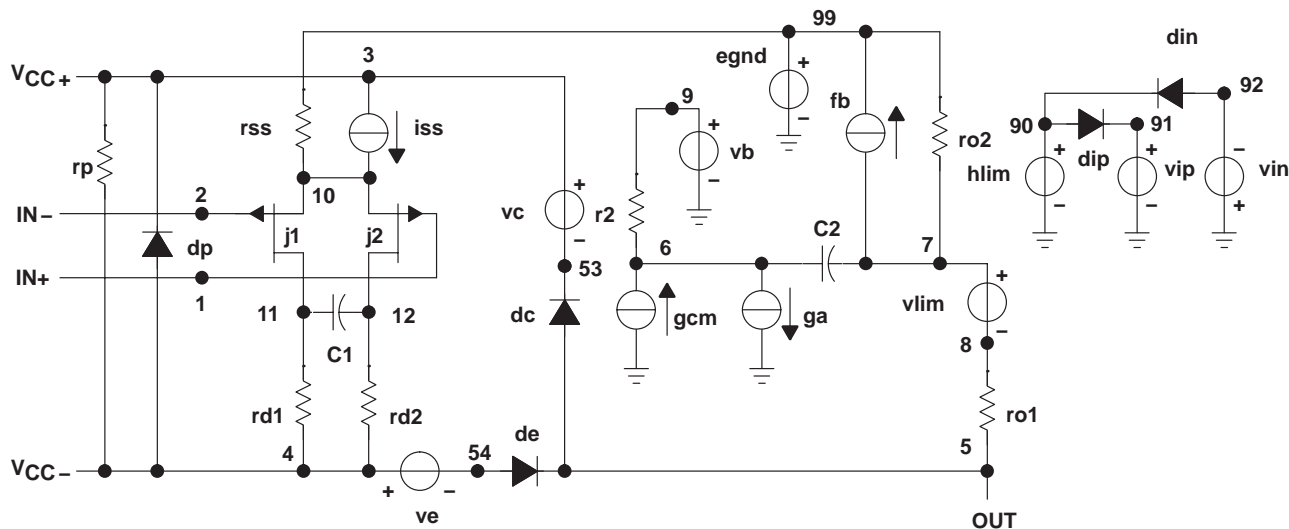 99
3
din
egnd
VCC+
+
92
9
fb
rss
iss
+
90
91
rp
vb
ro2
dip
10
hlim
vip
vin
2
IN−
vc
r2
C2
j1
j2
6
7
dp
IN+
53
1
gcm
ga
vlim
11
12
dc
8
C1
rd1
rd2
ro1
de
4
54
5
VCC−
+
−
ve
OUT